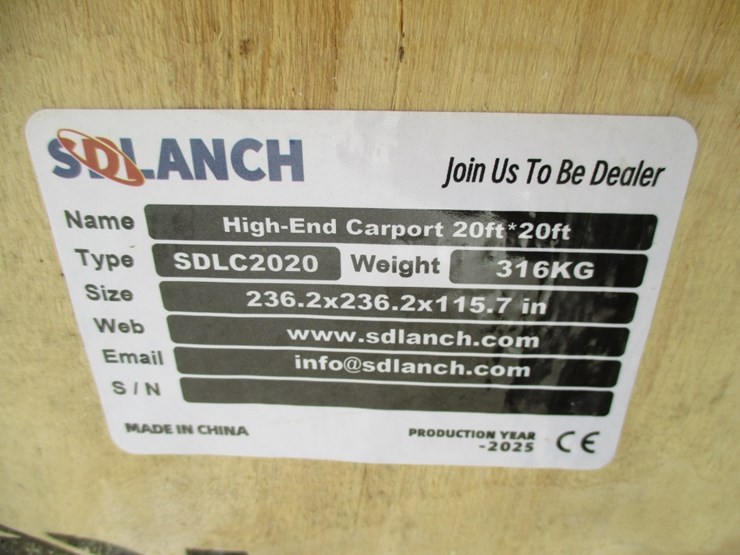 SDLANCH
Join Us To Be Dealer
Name High-End Carport 20ft*20ft
Type SDLC2020 Weight 316KG
Size 236.2x236.2x115.7 in
Web www.sdlanch.com
Email info@sdlanch.com
S/N
MADE IN CHINA
PRODUCTION YEAR
-2025
CE